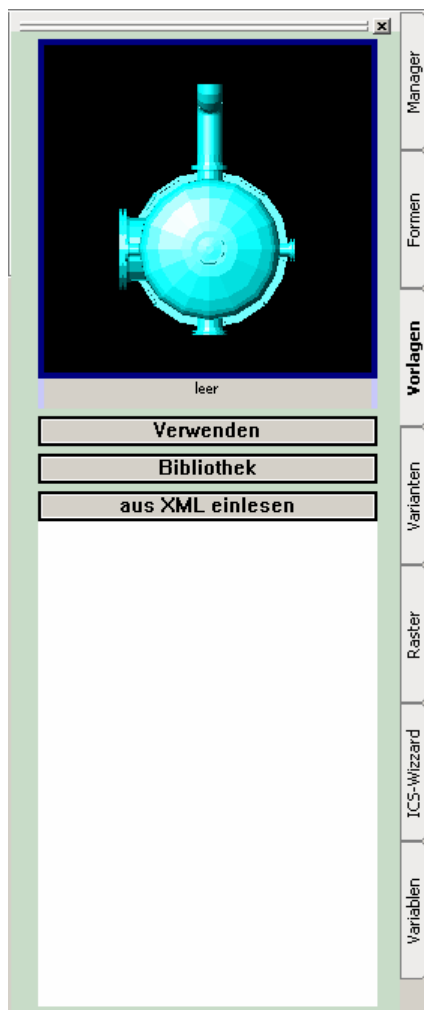 leer
Verwenden
Bibliothek
aus XML einlesen
Manager
Formen
Vorlagen
Varianten
Raster
ICS-Wizzard
Variablen